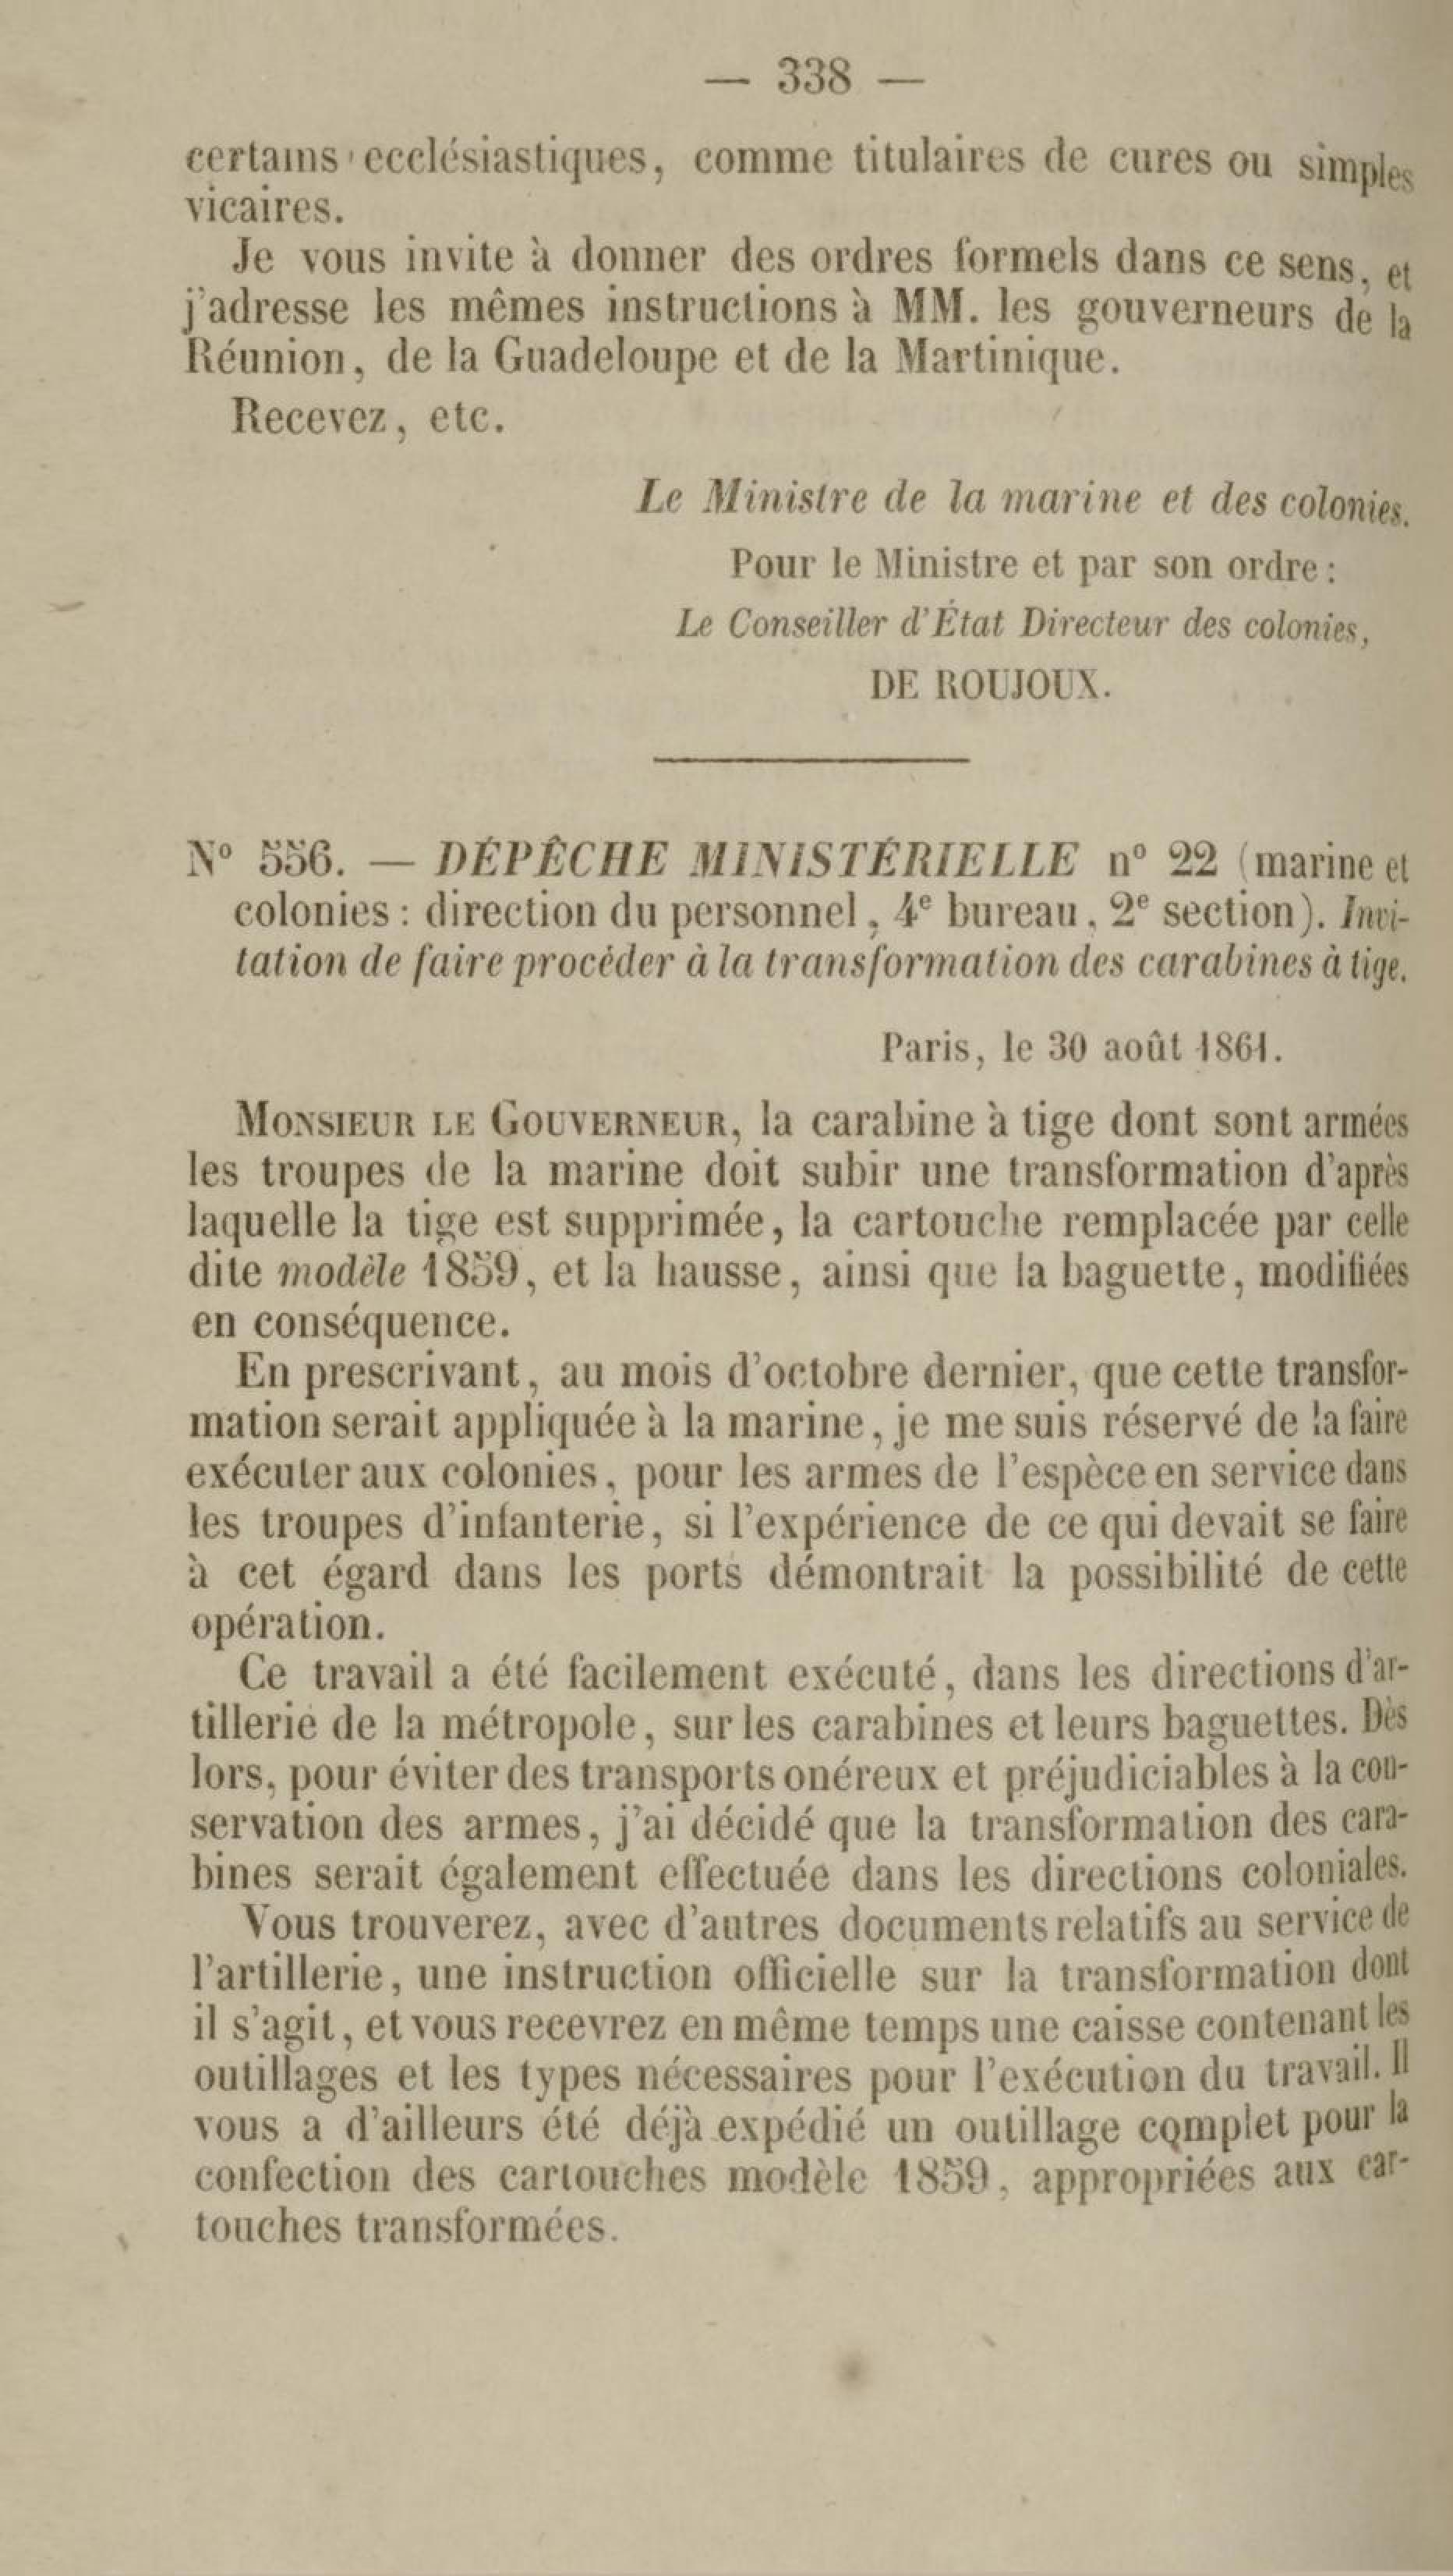 — 338 —
certains ecclésiastiques, comme titulaires de cures ou simples
vicaires.
Je vous invite à donner des ordres formels dans ce sens, et
j'adresse les mêmes instructions à MM. les gouverneurs de la
Réunion, de la Guadeloupe et de la Martinique.
Recevez, etc.
Le Ministre de la marine et des colonies.
Pour le Ministre et par son ordre :
Le Conseiller d'État Directeur des colonies,
DE ROUJOUX.
N° 556. — DÉPÊCHE MINISTÉRIELLE n° 22 (marine et
colonies : direction du personnel, 4e bureau, 2e section). Invi-
tation de faire procéder à la transformation des carabines à tige.
Paris, le 30 août 1861.
MONSIEUR LE GOUVERNEUR, la carabine à tige dont sont armées
les troupes de la marine doit subir une transformation d'après
laquelle la tige est supprimée, la cartouche remplacée par celle
dite modèle 1859, et la hausse, ainsi que la baguette, modifiées
en conséquence.
En prescrivant, au mois d'octobre dernier, que cette transfor-
mation serait appliquée à la marine, je me suis réservé de la faire
exécuter aux colonies, pour les armes de l'espèce en service dans
les troupes d'infanterie, si l'expérience de ce qui devait se faire
à cet égard dans les ports démontrait la possibilité de cette
opération.
Ce travail a été facilement exécuté, dans les directions d'ar-
tillerie de la métropole, sur les carabines et leurs baguettes. Dès
lors, pour éviter des transports onéreux et préjudiciables à la con-
servation des armes, j'ai décidé que la transformation des cara-
bines serait également effectuée dans les directions coloniales.
Vous trouverez, avec d'autres documents relatifs au service de
l'artillerie, une instruction officielle sur la transformation dont
il s'agit, et vous recevrez en même temps une caisse contenant les
outillages et les types nécessaires pour l'exécution du travail. Il
vous a d'ailleurs été déjà expédié un outillage complet pour la
confection des cartouches modèle 1859, appropriées aux car-
touches transformées.